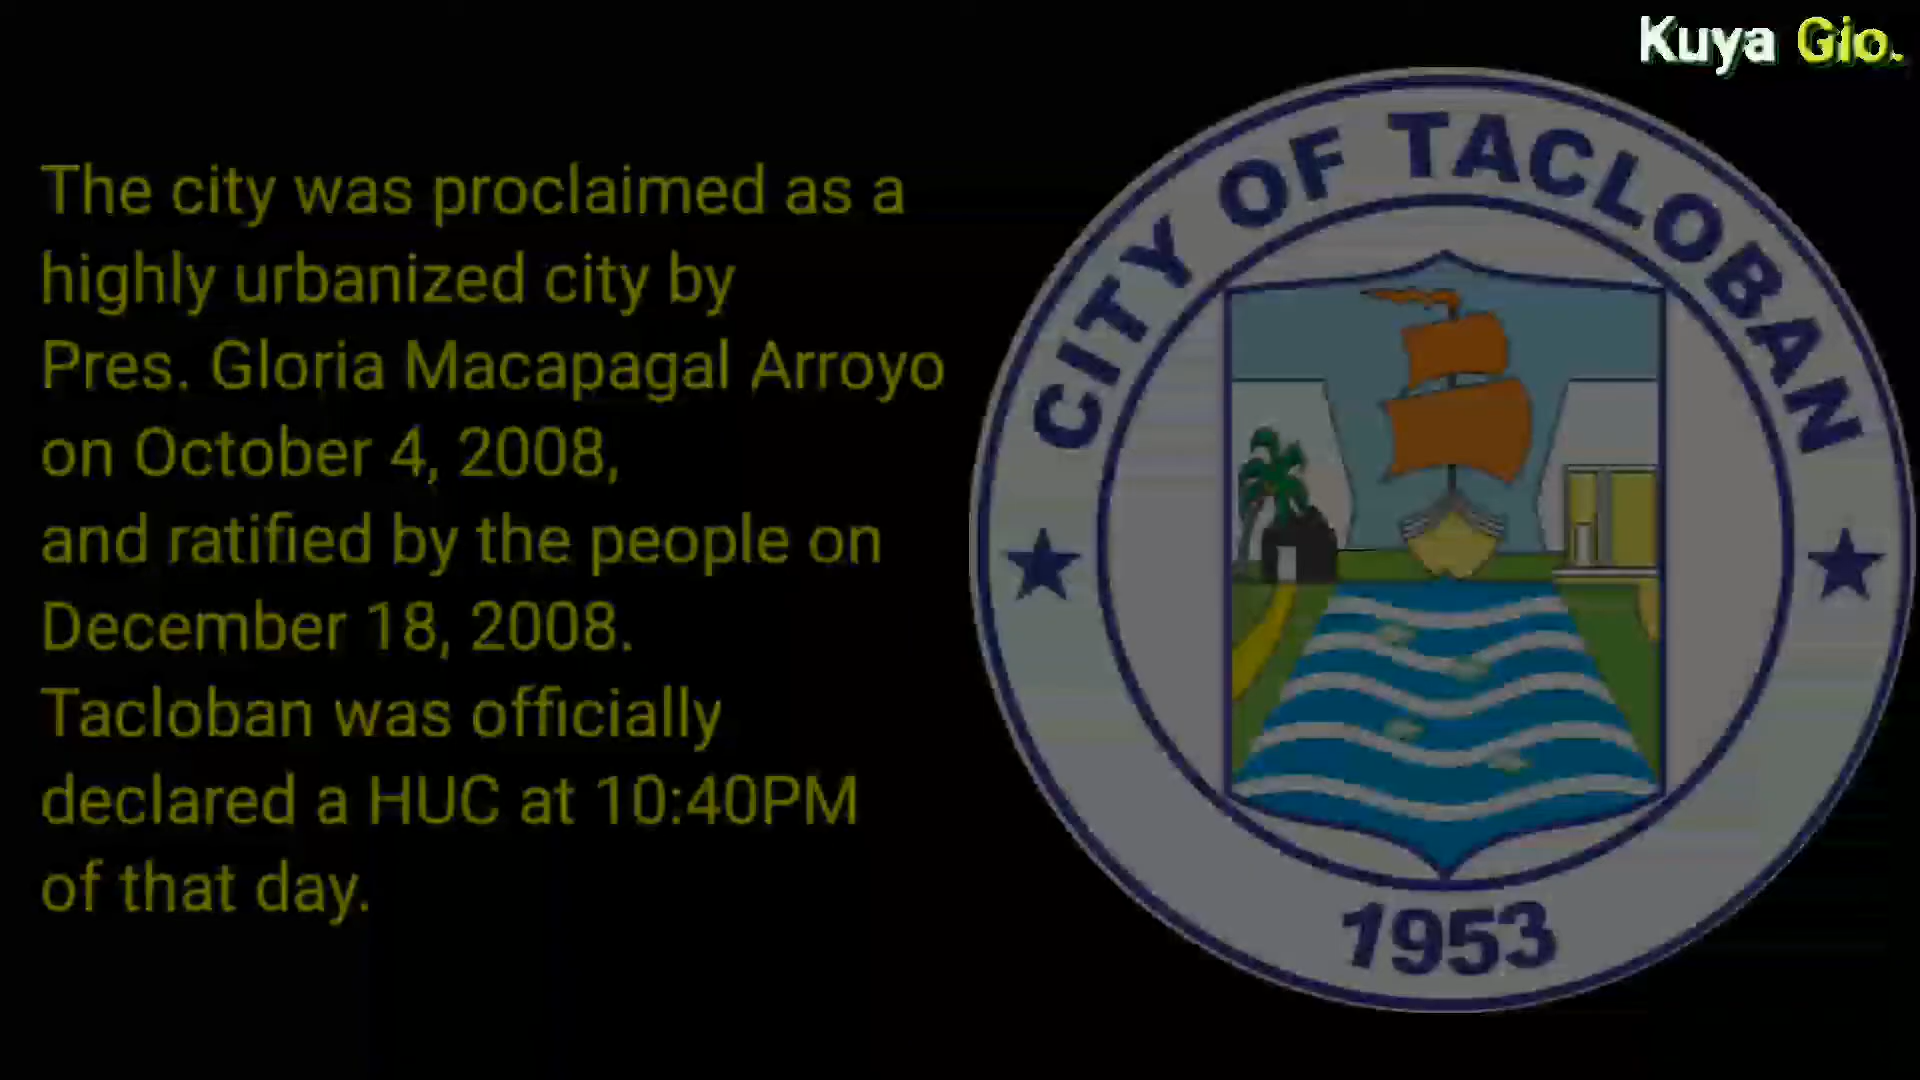 Kuya Gio.
The city was proclaimed as a
highly urbanized city by
Pres. Gloria Macapagal Arroyo
on October 4, 2008,
and ratified by the people on
December 18, 2008.
Tacloban was officially
declared a HUC at 10:40PM
of that day.
CITY OF TACLOBAN
1953